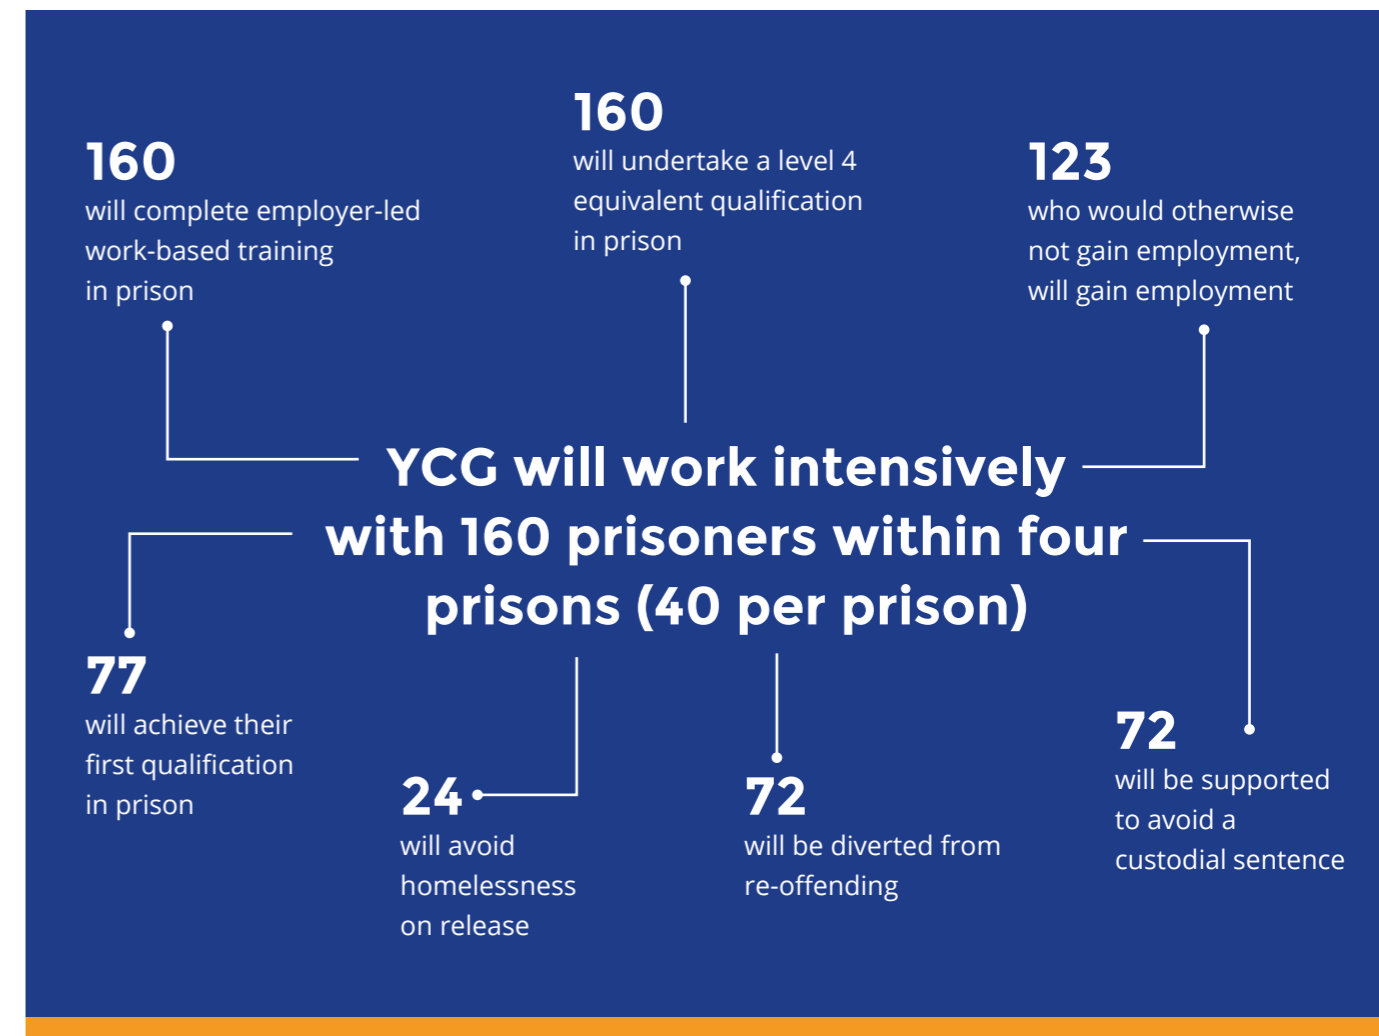 160
will complete employer-led
work-based training
in prison
160
will undertake a level 4
equivalent qualification
in prison
123
who would otherwise
not gain employment,
will gain employment
YCG will work intensively
with 160 prisoners within four
prisons (40 per prison)
77
will achieve their
first qualification
in prison
24
will avoid
homelessness
on release
72
will be diverted from
re-offending
72
will be supported
to avoid a
custodial sentence